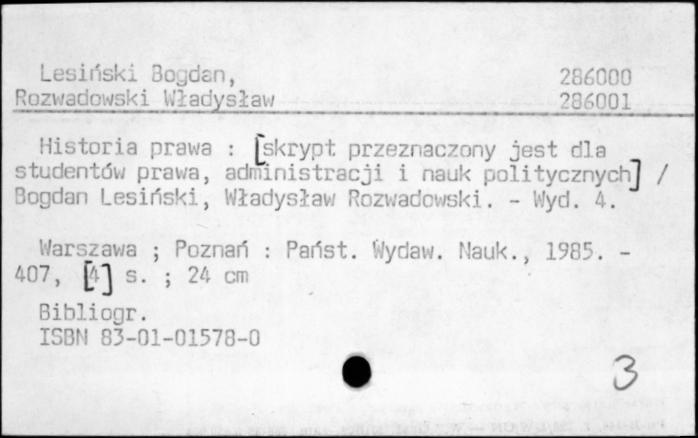 Lesiński Bogdan, 286000
Rozwadowski Władysław 286001
Historia prawa : [skrypt przeznaczony jest dla
studentów prawa, administracji i nauk politycznych] /
Bogdan Lesiński, Władysław Rozwadowski. - Wyd. 4.
Warszawa ; Poznań : Państ. Wydaw. Nauk., 1985. -
407, [4] s. ; 24 cm
Bibliogr.
ISBN 83-01-01578-0
3